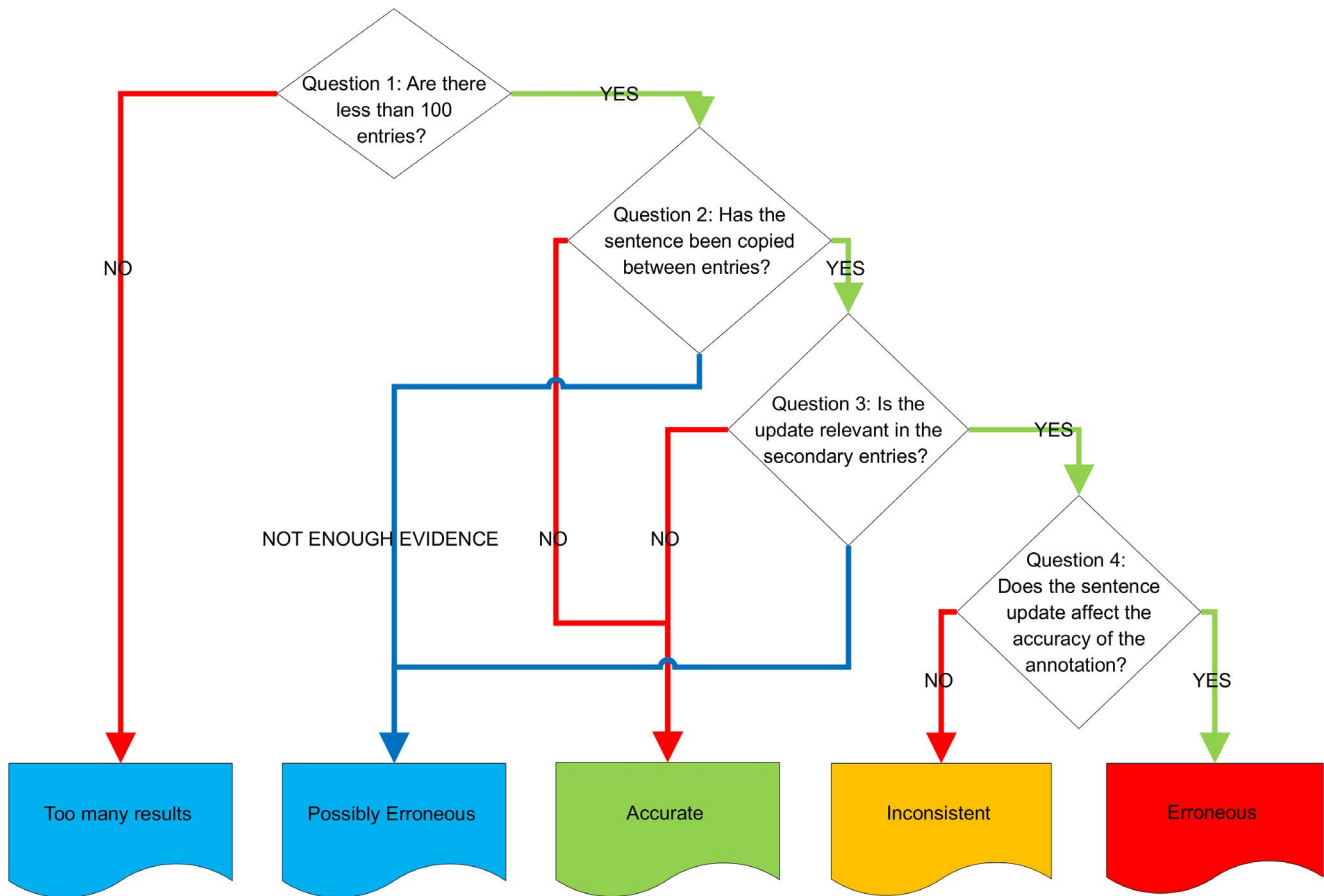 Question 1: Are there
less than 100
entries?
YES
NO
Question 2: Has the
sentence been copied
between entries?
YES
Question 3: Is the
update relevant in the
secondary entries?
YES
NOT ENOUGH EVIDENCE
NO
NO
Question 4:
Does the sentence
update affect the
accuracy of the
annotation?
NO
YES
Too many results
Possibly Erroneous
Accurate
Inconsistent
Erroneous